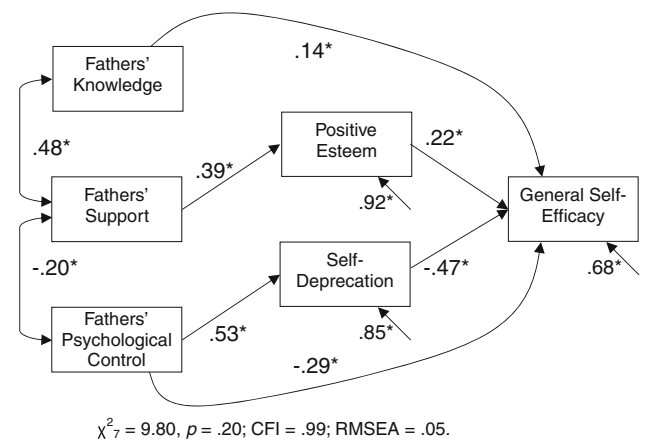 .14*
Fathers'
Knowledge
Positive
Esteem
.22*
.48*
.39*
Fathers'
Support
.92*
General Self-
Efficacy
-.20*
Self-
Deprecation
-.47*
.68*
Fathers'
Psychological
Control
.53*
.85*
-.29*
χ²₇ = 9.80, p = .20; CFI = .99; RMSEA = .05.